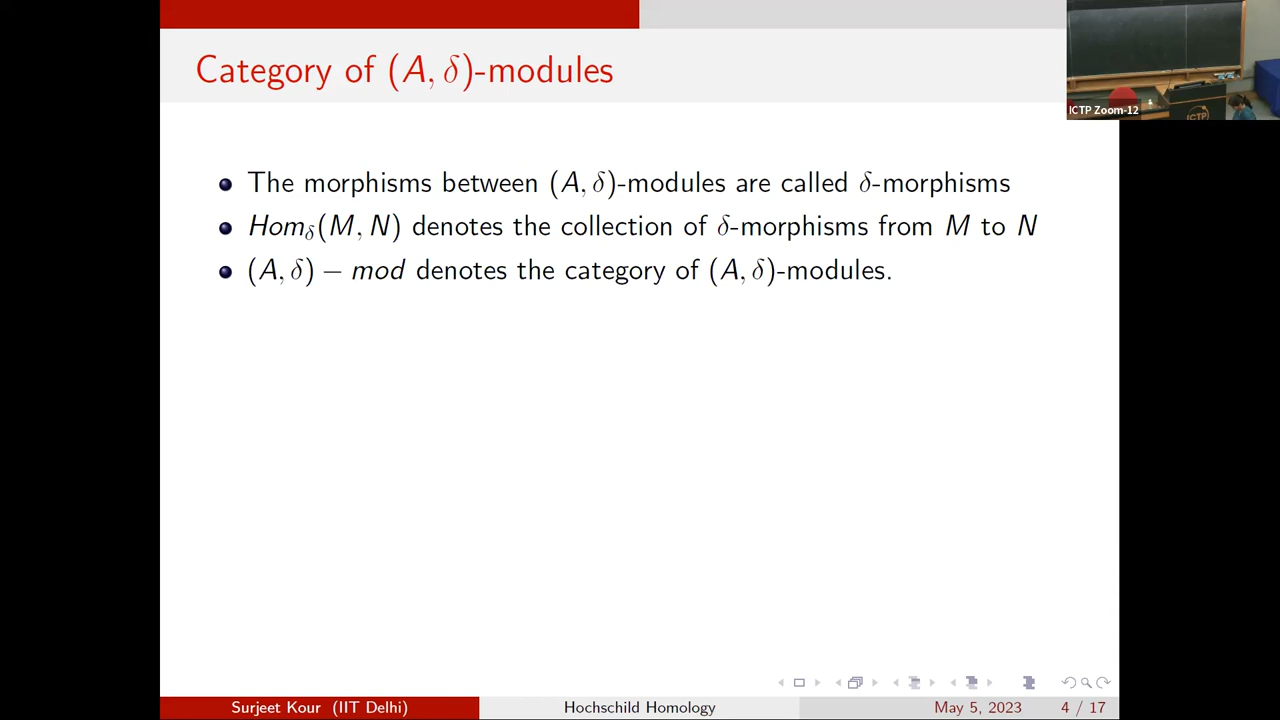 Category of (A, δ)-modules
ICTP Zoom-12
ICTP
The morphisms between (A, δ)-modules are called δ-morphisms
Hom_δ(M, N) denotes the collection of δ-morphisms from M to N
(A, δ) − mod denotes the category of (A, δ)-modules.
Surjeet Kour (IIT Delhi) Hochschild Homology May 5, 2023 4 / 17